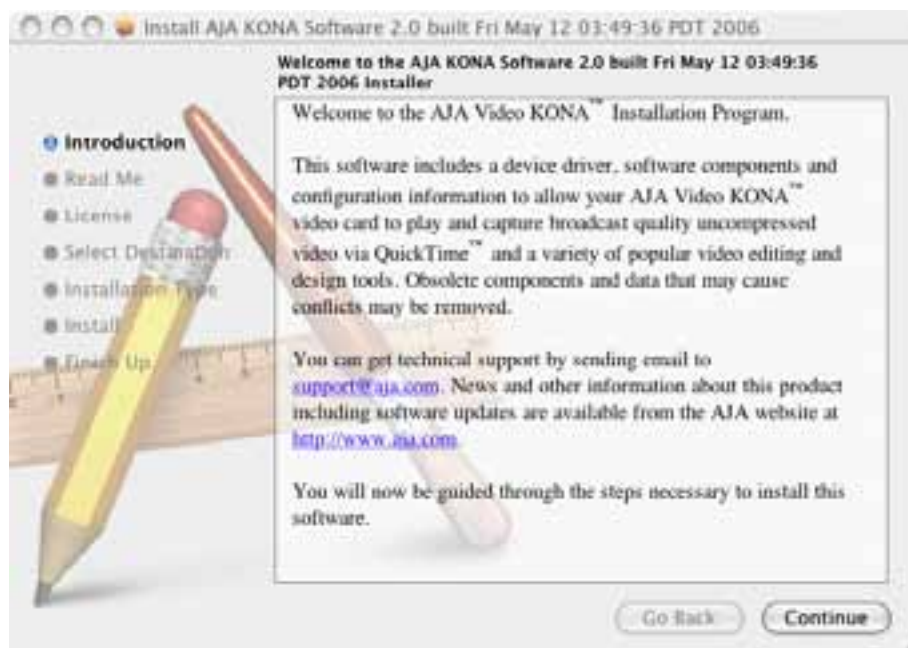 Install AJA KONA Software 2.0 built Fri May 12 03:49:36 PDT 2006
Welcome to the AJA KONA Software 2.0 built Fri May 12 03:49:36
PDT 2006 Installer
Introduction
Read Me
License
Select Destination
Installation Type
Install
Finish Up
Welcome to the AJA Video KONA™ Installation Program.
This software includes a device driver, software components and
configuration information to allow your AJA Video KONA™
video card to play and capture broadcast quality uncompressed
video via QuickTime™ and a variety of popular video editing and
design tools. Obsolete components and data that may cause
conflicts may be removed.
You can get technical support by sending email to
support@aja.com. News and other information about this product
including software updates are available from the AJA website at
http://www.aja.com
You will now be guided through the steps necessary to install this
software.
Go Back
Continue